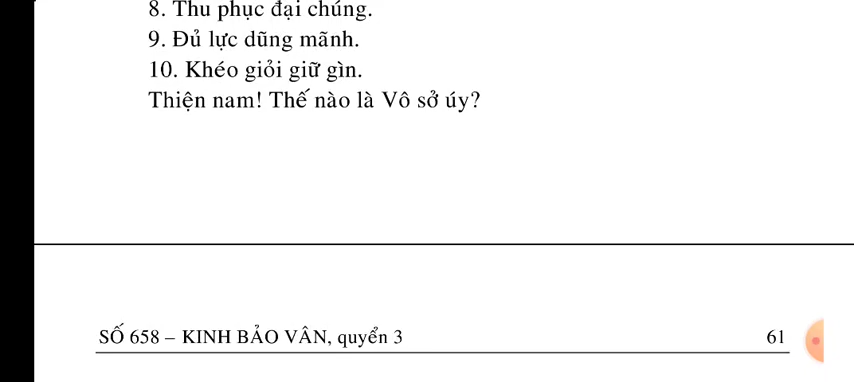 8. Thu phục đại chúng.
9. Đủ lực dũng mãnh.
10. Khéo giỏi giữ gìn.
Thiện nam! Thế nào là Vô sở úy?
SỐ 658 – KINH BẢO VÂN, quyển 3 61